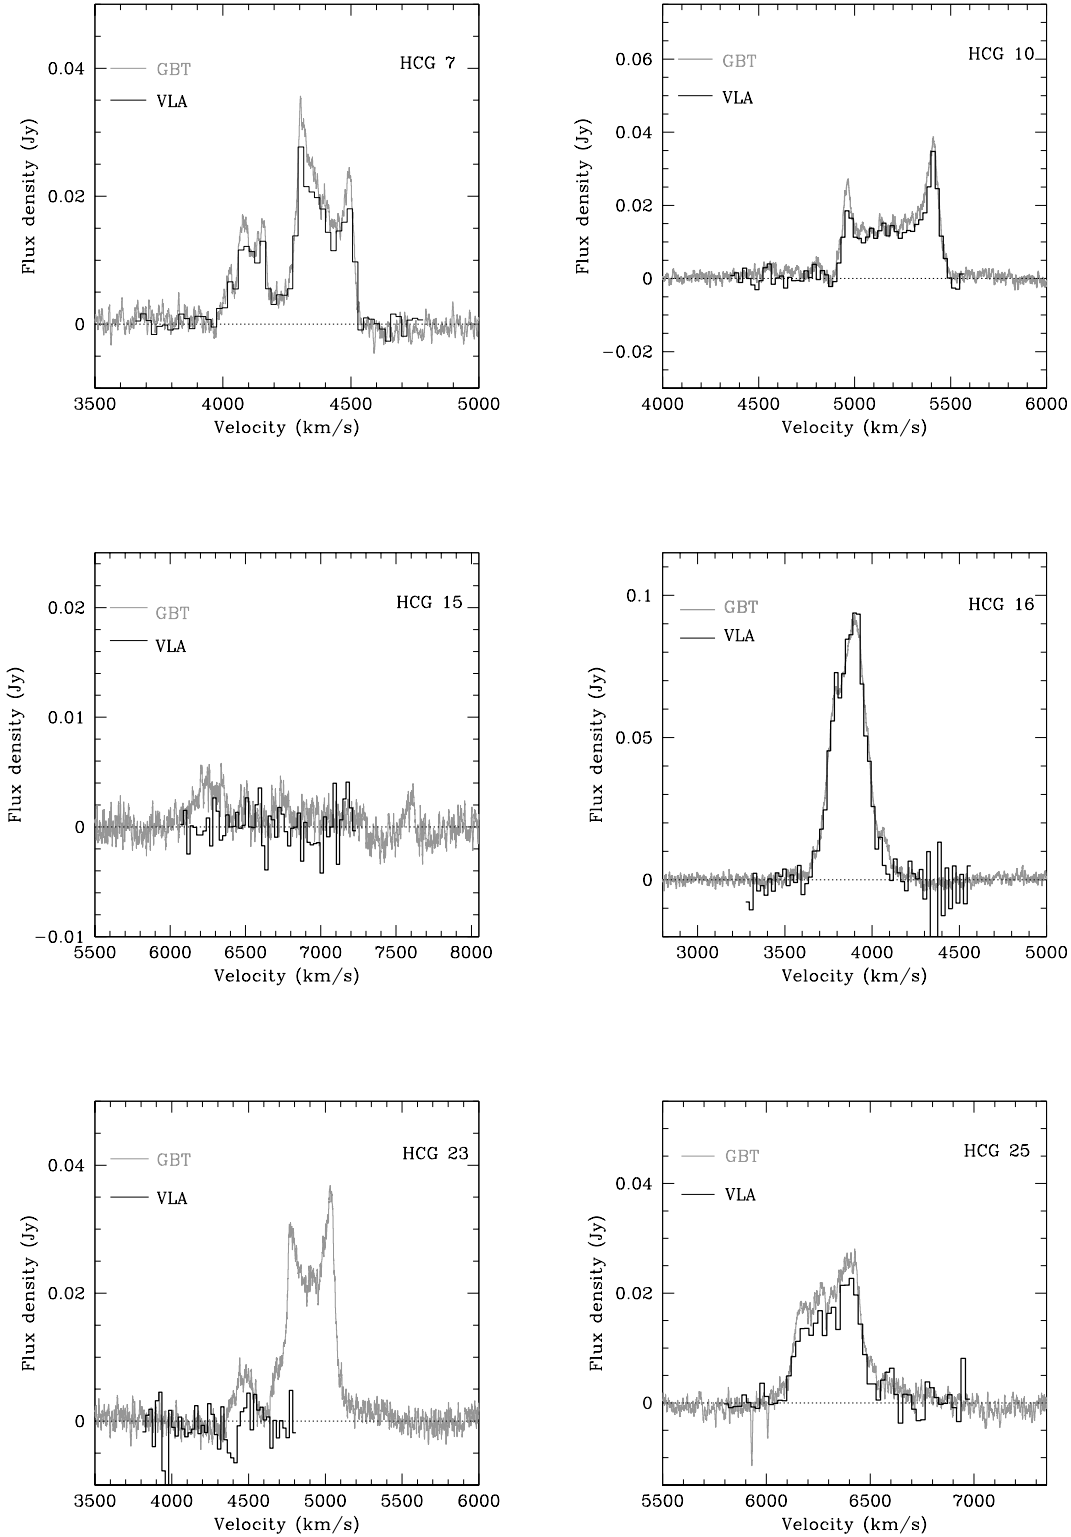 HCG 7
GBT
VLA
0.04
0.02
0
Flux density (Jy)
3500 4000 4500 5000
Velocity (km/s)
HCG 10
GBT
VLA
0.06
0.04
0.02
0
−0.02
Flux density (Jy)
4000 4500 5000 5500 6000
Velocity (km/s)
HCG 15
GBT
VLA
0.02
0.01
0
−0.01
Flux density (Jy)
5500 6000 6500 7000 7500 8000
Velocity (km/s)
HCG 16
GBT
VLA
0.1
0.05
0
Flux density (Jy)
3000 3500 4000 4500 5000
Velocity (km/s)
HCG 23
GBT
VLA
0.04
0.02
0
Flux density (Jy)
3500 4000 4500 5000 5500 6000
Velocity (km/s)
HCG 25
GBT
VLA
0.04
0.02
0
Flux density (Jy)
5500 6000 6500 7000
Velocity (km/s)